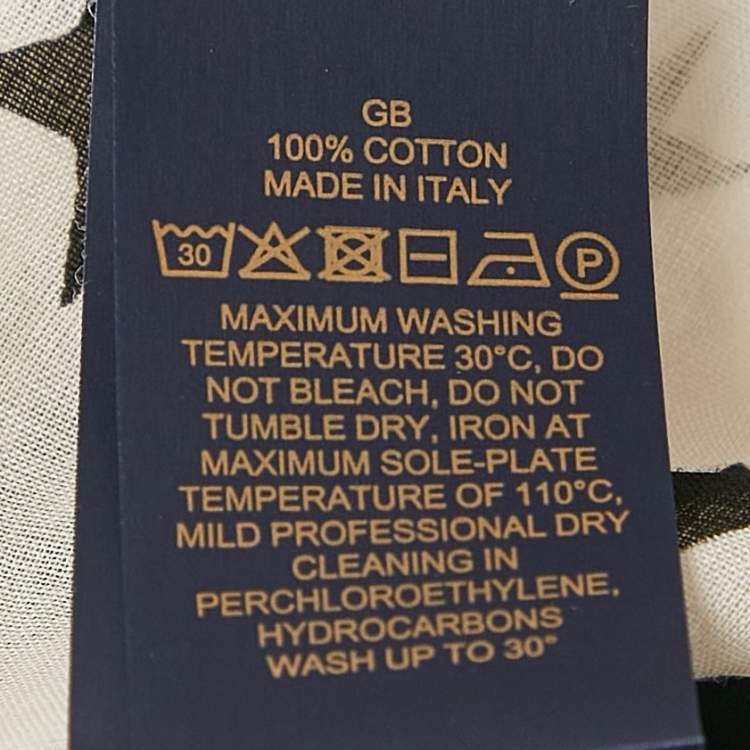 GB
100% COTTON
MADE IN ITALY
30 P
MAXIMUM WASHING
TEMPERATURE 30°C, DO
NOT BLEACH, DO NOT
TUMBLE DRY, IRON AT
MAXIMUM SOLE-PLATE
TEMPERATURE OF 110°C,
MILD PROFESSIONAL DRY
CLEANING IN
PERCHLOROETHYLENE,
HYDROCARBONS
WASH UP TO 30°